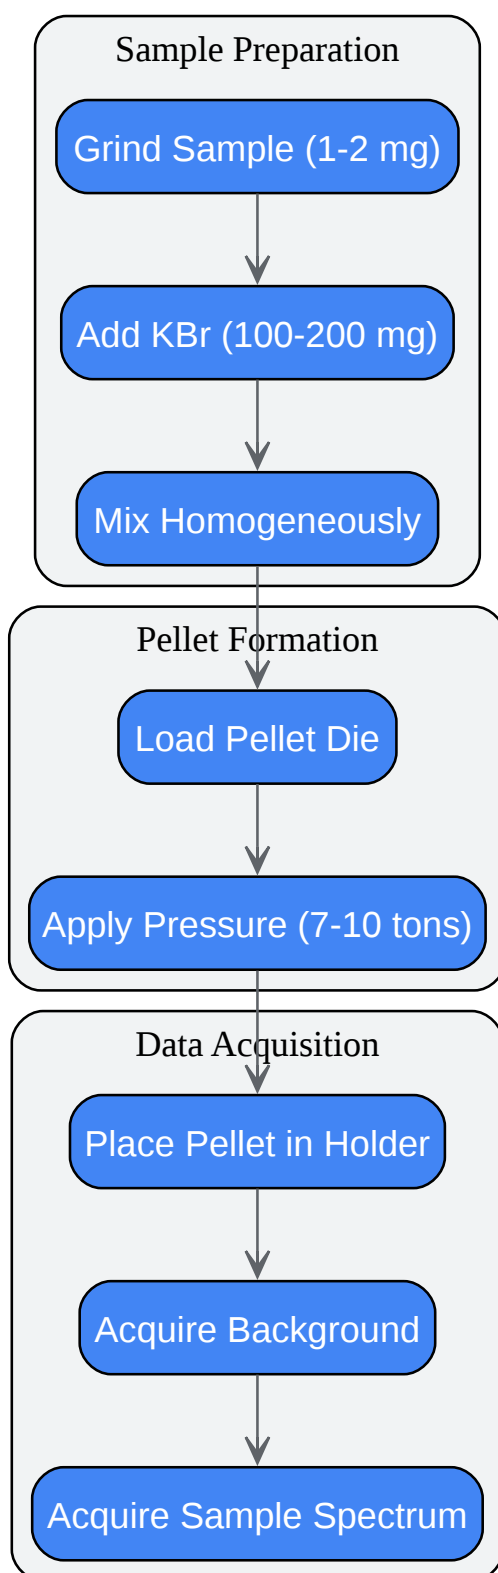 Sample Preparation
Grind Sample (1-2 mg)
Add KBr (100-200 mg)
Mix Homogeneously
Pellet Formation
Load Pellet Die
Apply Pressure (7-10 tons)
Data Acquisition
Place Pellet in Holder
Acquire Background
Acquire Sample Spectrum